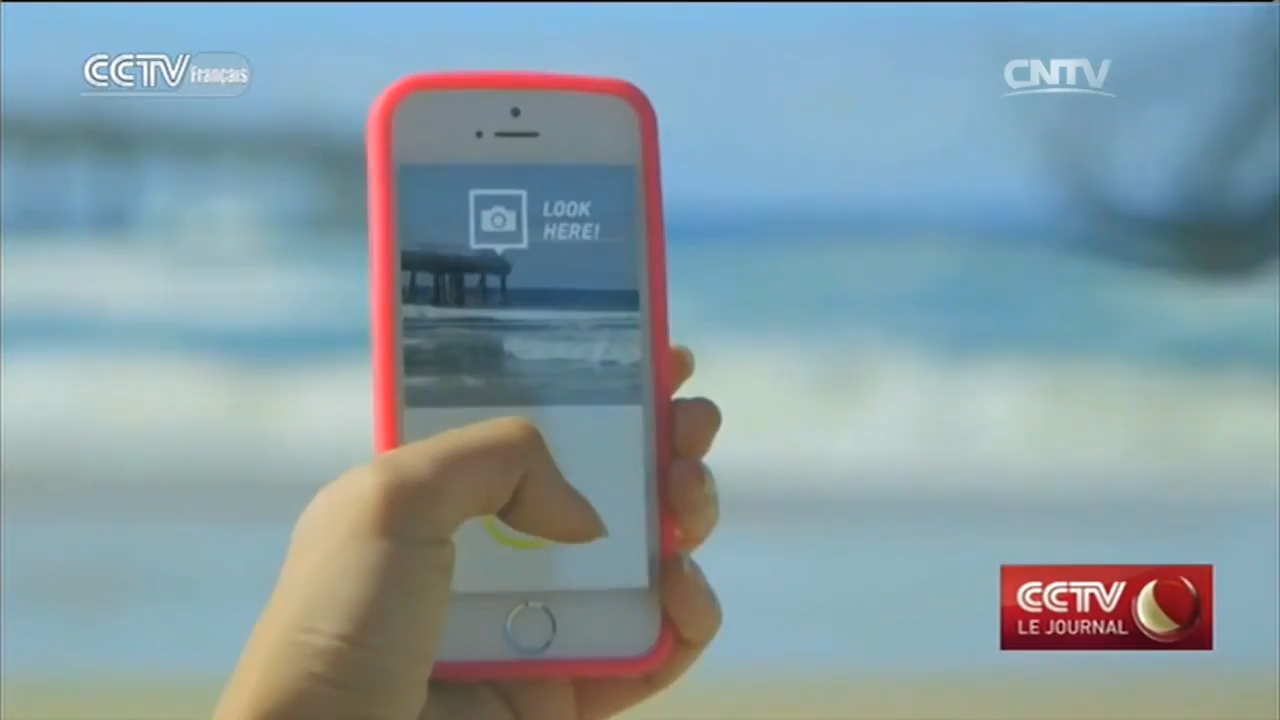 CCTV Français
CNTV
LOOK
HERE!
CCTV
LE JOURNAL